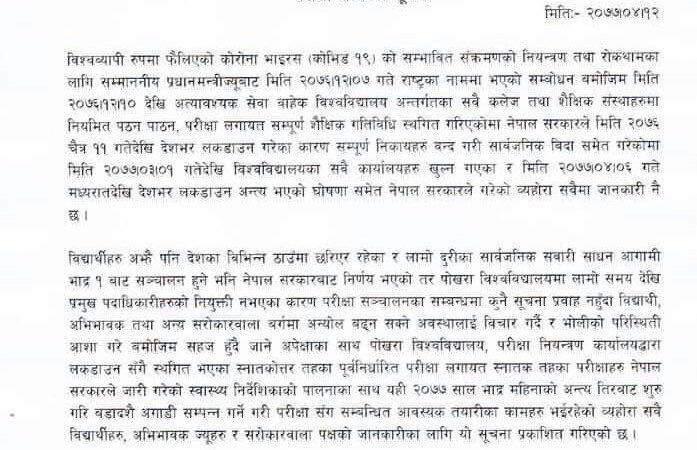 मितिः- २०७७।०४।१२
विश्वव्यापी रुपमा फैलिएको कोरोना भाइरस (कोभिड १९) को सम्भावित संक्रमणको नियन्त्रण तथा रोकथामका
लागि सम्माननीय प्रधानमन्त्रीज्यूबाट मिति २०७६।१२।०७ गते राष्ट्रका नाममा भएको सम्बोधन बमोजिम मिति
२०७६।१२।१० देखि अत्यावश्यक सेवा बाहेक विश्वविद्यालय अन्तर्गतका सवै कलेज तथा शैक्षिक संस्थाहरुमा
नियमित पठन पाठन, परीक्षा लगायत सम्पूर्ण शैक्षिक गतिविधि स्थगित गरिएकोमा नेपाल सरकारले मिति २०७६
चैत्र ११ गतेदेखि देशभर लकडाउन गरेका कारण सम्पूर्ण निकायहरु बन्द गरी सार्वजनिक विदा समेत गरेकोमा
मिति २०७७।०३।०१ गतेदेखि विश्वविद्यालयका सवै कार्यालयहरु खुल्न गएका र मिति २०७७।०४।०६ गते
मध्यरातदेखि देशभर लकडाउन अन्त्य भएको घोषणा समेत नेपाल सरकारले गरेको व्यहोरा सवैमा जानकारी नै
छ ।
विद्यार्थीहरु अझै पनि देशका विभिन्न ठाउँमा छरिएर रहेका र लामो दुरीका सार्वजनिक सवारी साधन आगामी
भाद्र १ बाट सञ्चालन हुने भनि नेपाल सरकारबाट निर्णय भएको तर पोखरा विश्वविद्यालयमा लामो समय देखि
प्रमुख पदाधिकारीहरुको नियुक्ती नभएका कारण परीक्षा सञ्चालनका सम्बन्धमा कुनै सूचना प्रवाह नहुँदा विद्यार्थी,
अभिभावक तथा अन्य सरोकारवाला बर्गमा अन्योल बढ्न सक्ने अवस्थालाई विचार गर्दै र भोलीको परिस्थिती
आशा गरे बमोजिम सहज हुँदै जाने अपेक्षाका साथ पोखरा विश्वविद्यालय, परीक्षा नियन्त्रण कार्यालयद्वारा
लकडाउन सँगै स्थगित भएका स्नातकोत्तर तहका पूर्वनिर्धारित परीक्षा लगायत स्नातक तहका परीक्षाहरु नेपाल
सरकारले जारी गरेको स्वास्थ्य निर्देशिकाको पालनाका साथ यही २०७७ साल भाद्र महिनाको अन्त्य तिरबाट शुरु
गरि बडादशै अगाडी सम्पन्न गर्ने गरी परीक्षा संग सम्बन्धित आवस्यक तयारीका कामहरु भईरहेको व्यहोरा सवै
विद्यार्थीहरु, अभिभावक ज्यूहरु र सरोकारवाला पक्षको जानकारीका लागि यो सूचना प्रकाशित गरिएको छ ।